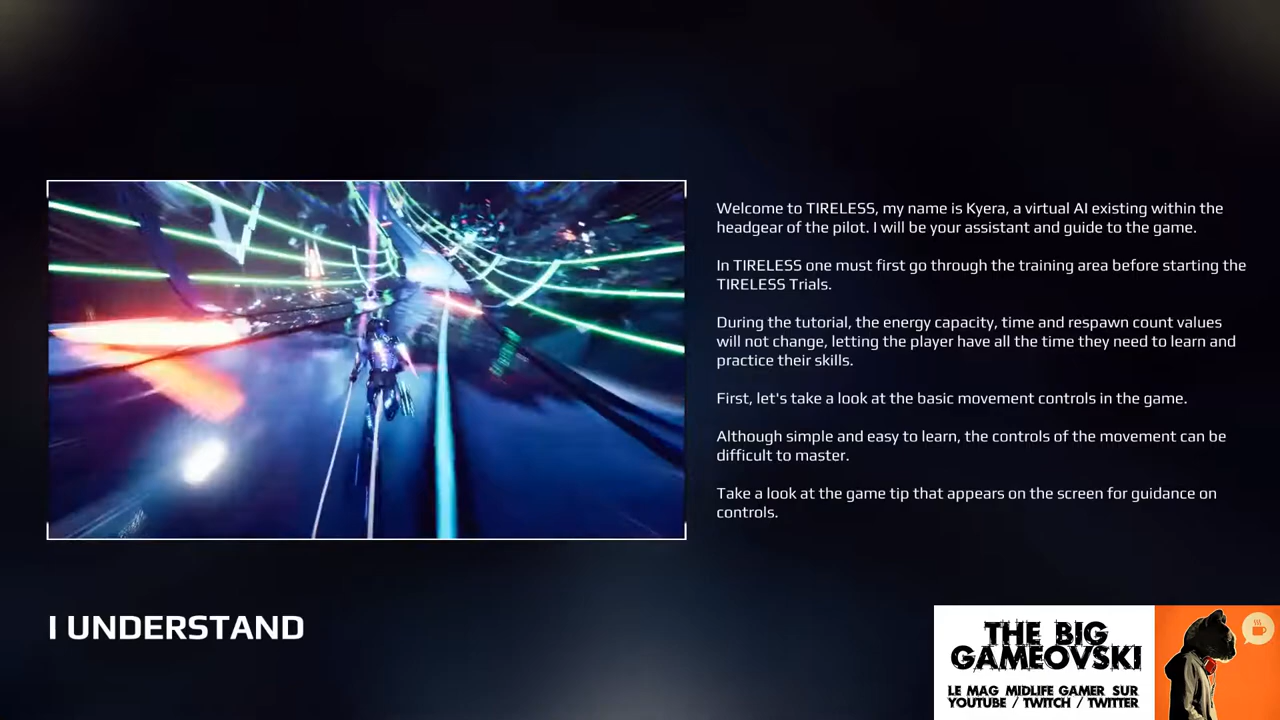 Welcome to TIRELESS, my name is Kyera, a virtual AI existing within the
headgear of the pilot. I will be your assistant and guide to the game.
In TIRELESS one must first go through the training area before starting the
TIRELESS Trials.
During the tutorial, the energy capacity, time and respawn count values
will not change, letting the player have all the time they need to learn and
practice their skills.
First, let's take a look at the basic movement controls in the game.
Although simple and easy to learn, the controls of the movement can be
difficult to master.
Take a look at the game tip that appears on the screen for guidance on
controls.
I UNDERSTAND
THE BIG
GAMEOVSKI
LE MAG MIDLIFE GAMER SUR
YOUTUBE / TWITCH / TWITTER